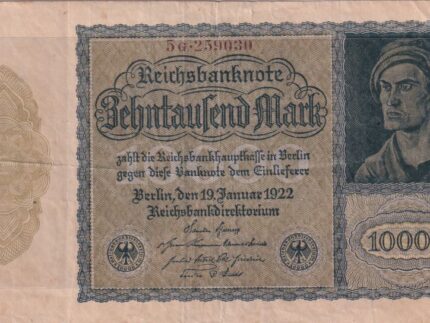 5G·259030
Reichsbanknote
Zehntausend Mark
zahlt die Reichsbankhauptkasse in Berlin
gegen diese Banknote dem Einlieferer
Berlin, den 19. Januar 1922
Reichsbankdirektorium
1000